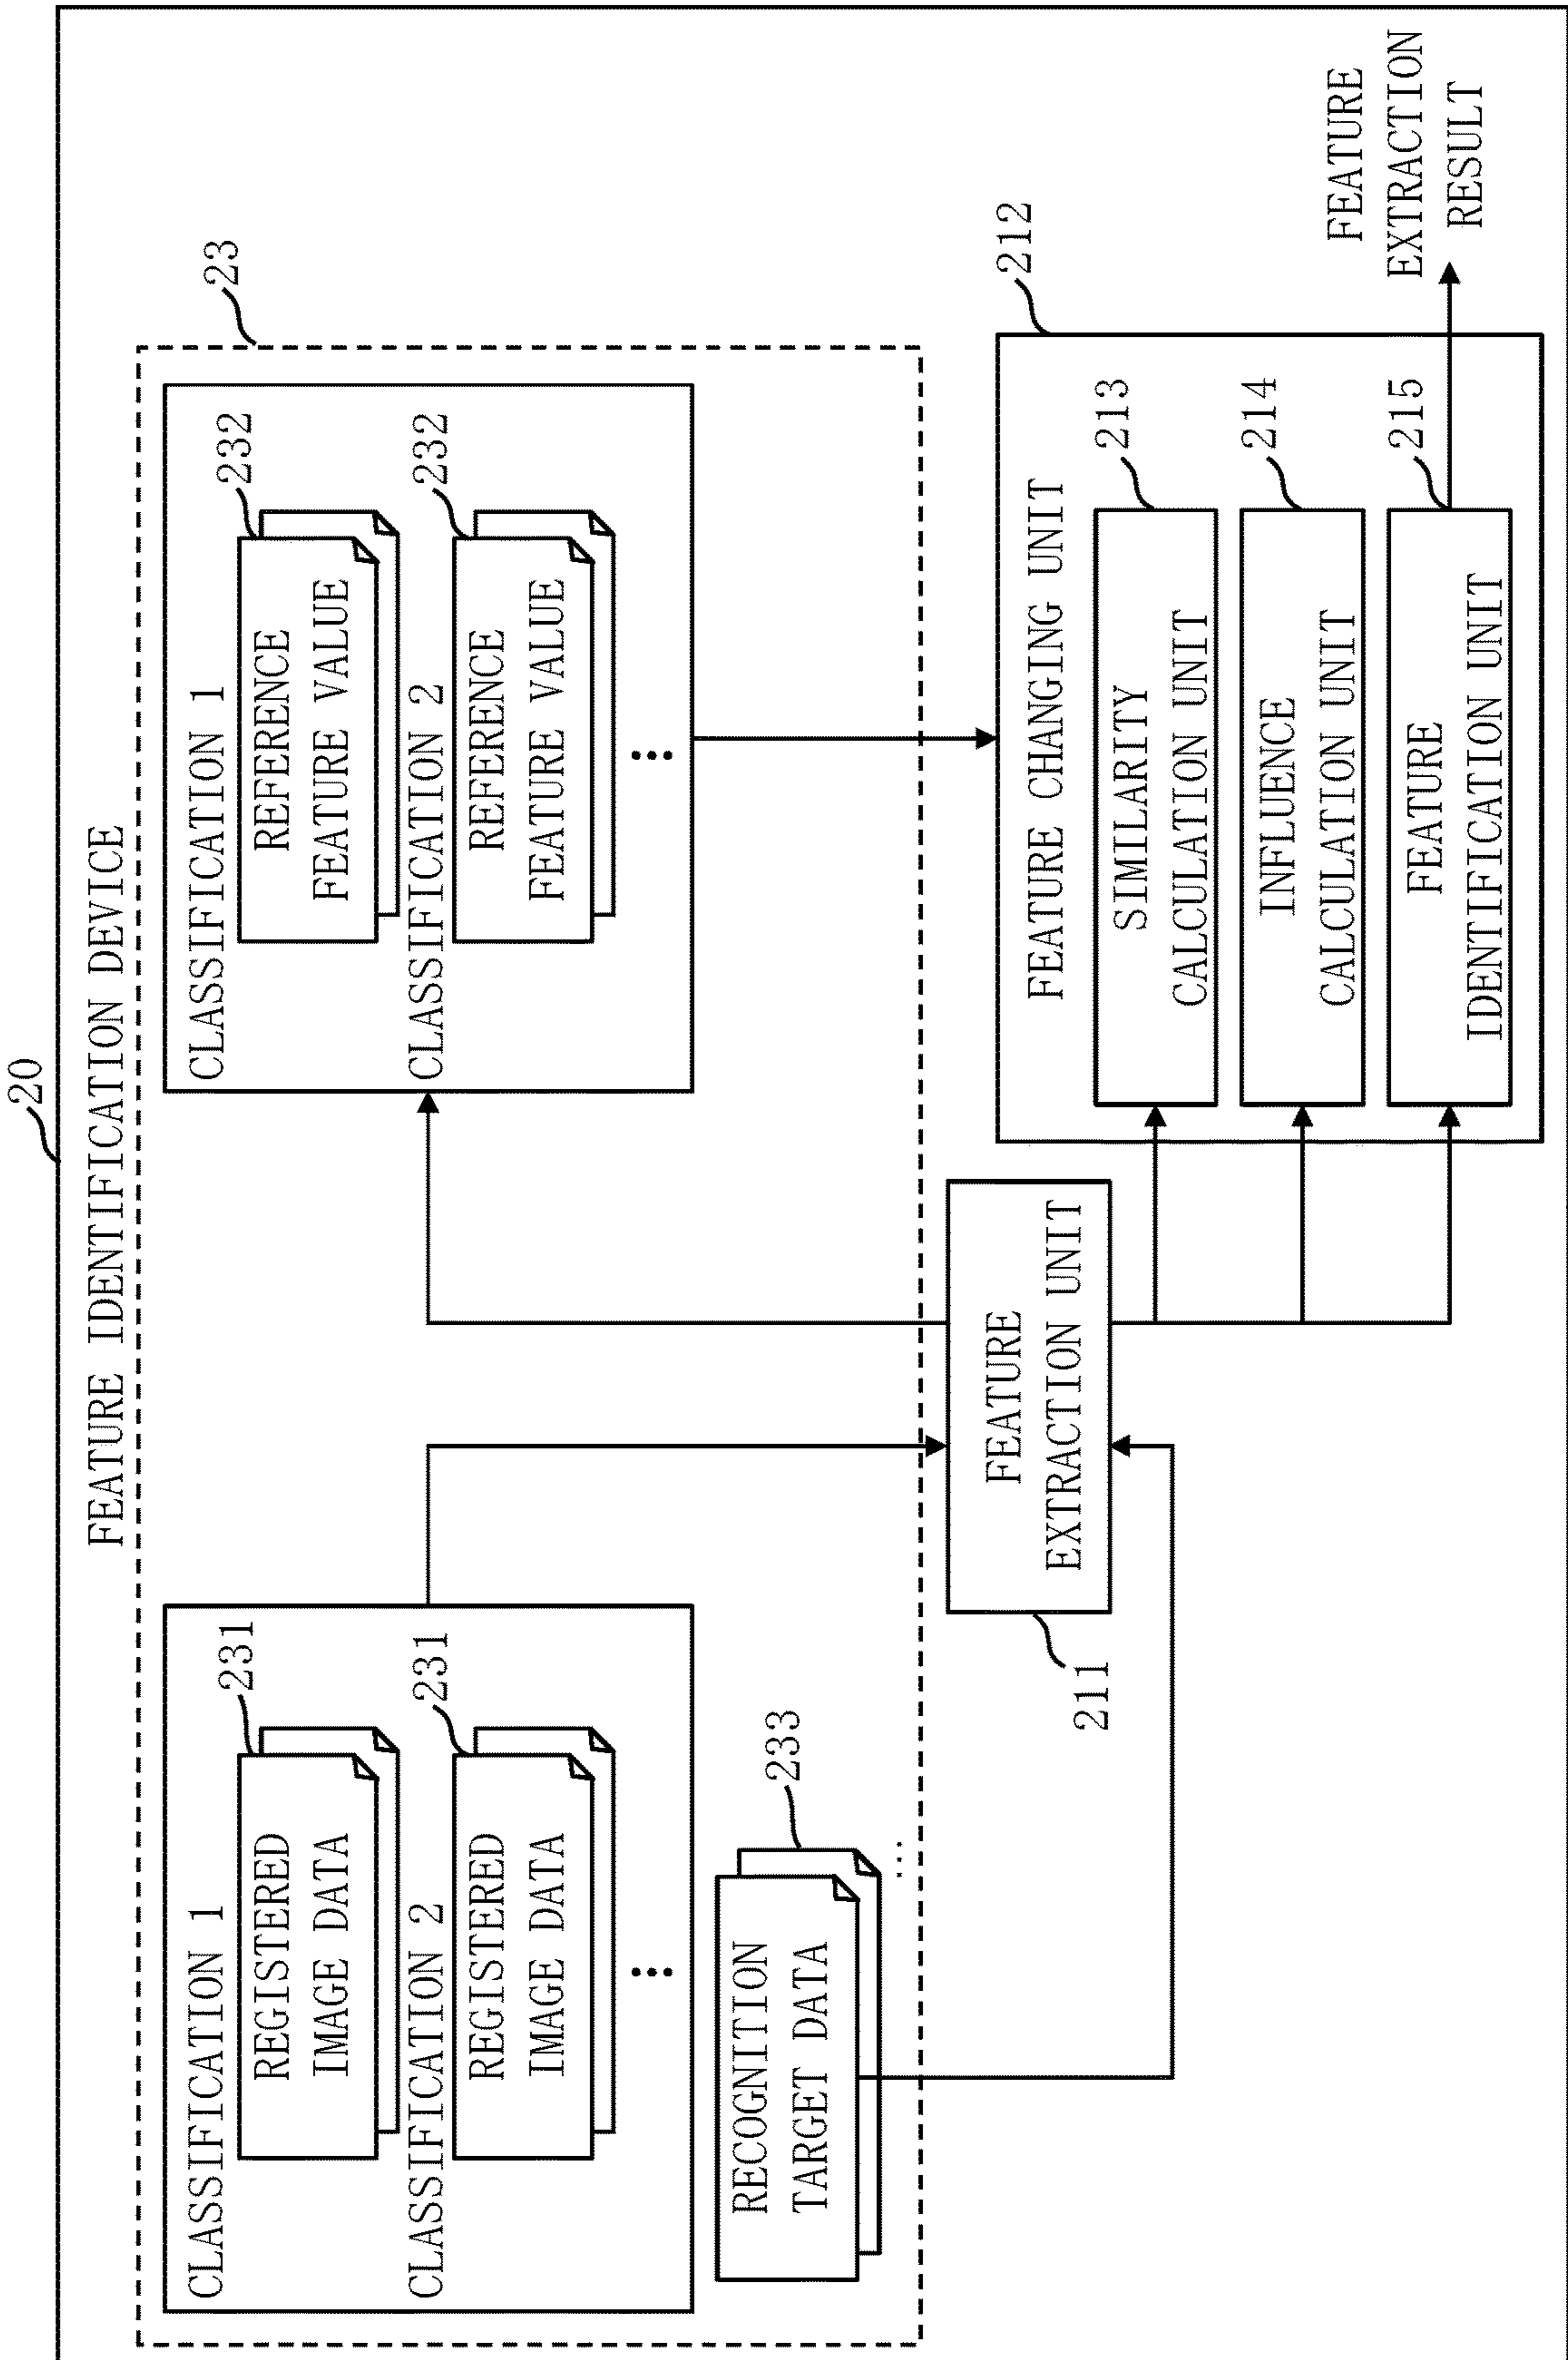 20
FEATURE IDENTIFICATION DEVICE
23
CLASSIFICATION 1
231
REGISTERED
IMAGE DATA
CLASSIFICATION 2
231
REGISTERED
IMAGE DATA
...
233
RECOGNITION
TARGET DATA
...
CLASSIFICATION 1
232
REFERENCE
FEATURE VALUE
CLASSIFICATION 2
232
REFERENCE
FEATURE VALUE
...
211
FEATURE
EXTRACTION UNIT
212
FEATURE CHANGING UNIT
213
SIMILARITY
CALCULATION UNIT
214
INFLUENCE
CALCULATION UNIT
215
FEATURE
IDENTIFICATION UNIT
FEATURE
EXTRACTION
RESULT